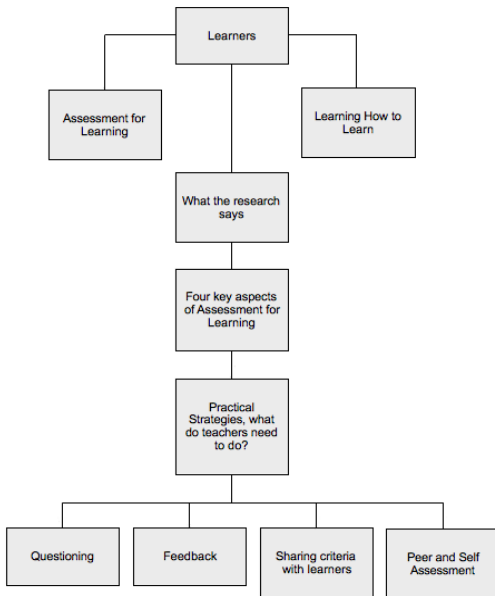 Learners
Assessment for
Learning
Learning How to
Learn
What the research
says
Four key aspects
of Assessment for
Learning
Practical
Strategies, what
do teachers need
to do?
Questioning
Feedback
Sharing criteria
with learners
Peer and Self
Assessment